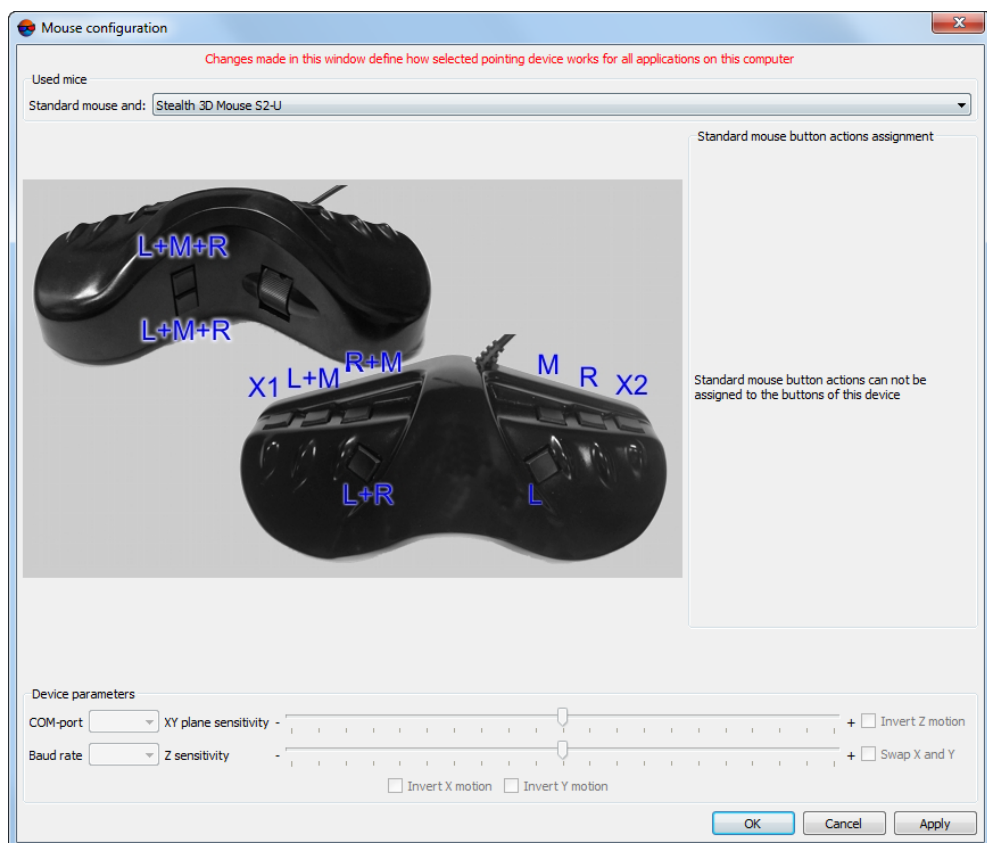 Mouse configuration
Changes made in this window define how selected pointing device works for all applications on this computer
Used mice
Standard mouse and: Stealth 3D Mouse S2-U
Standard mouse button actions assignment
L+M+R
L+M+R
X1 L+M R+M M R X2
L+R L
Standard mouse button actions can not be
assigned to the buttons of this device
Device parameters
COM-port XY plane sensitivity - + Invert Z motion
Baud rate Z sensitivity - + Swap X and Y
Invert X motion Invert Y motion
OK Cancel Apply